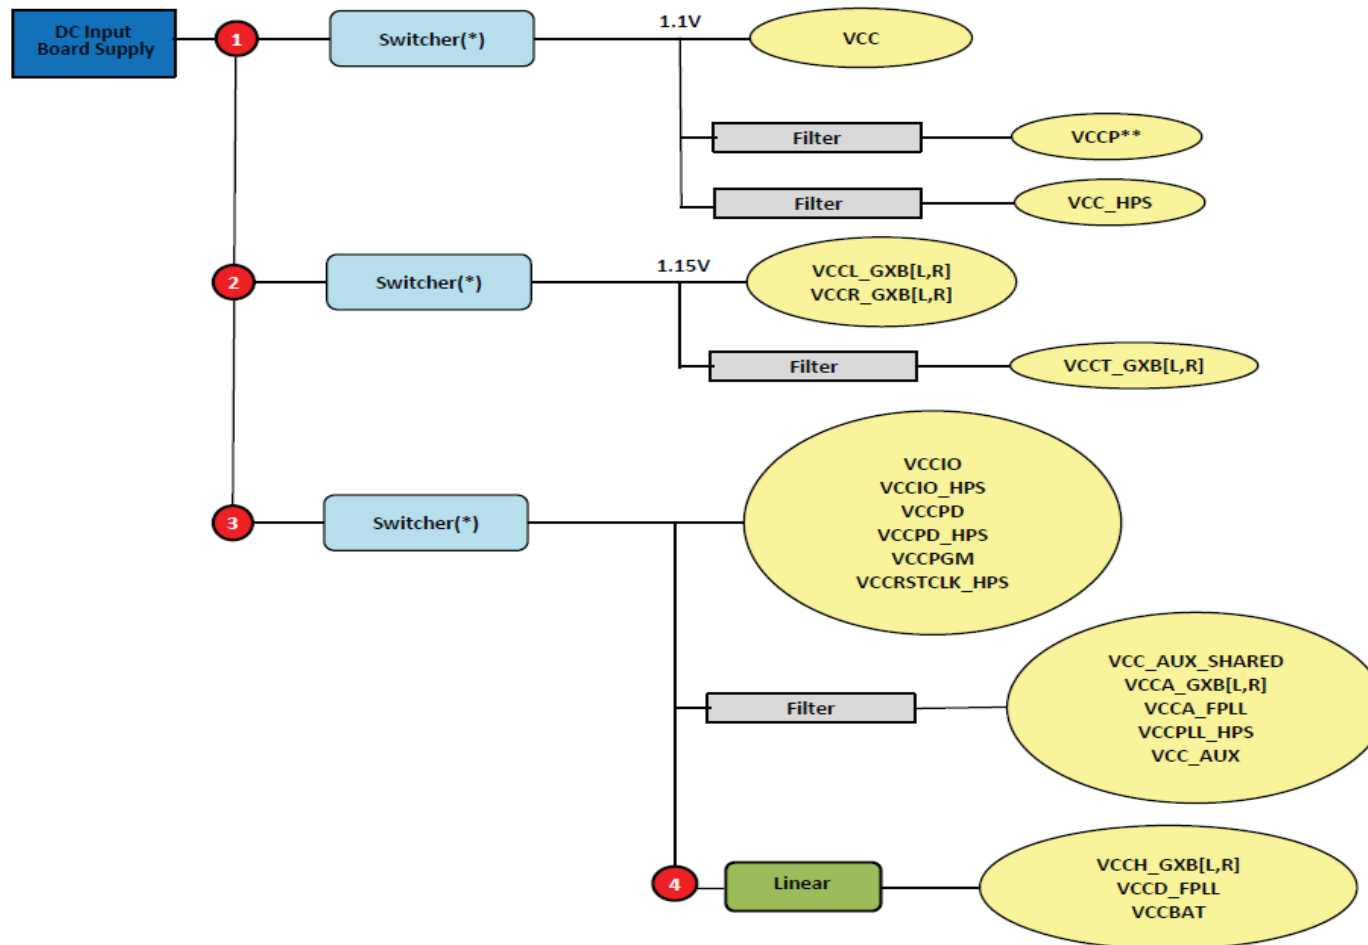 DC Input
Board Supply
1
Switcher(*)
1.1V
VCC
Filter
VCCP**
Filter
VCC_HPS
2
Switcher(*)
1.15V
VCCL_GXB[L,R]
VCCR_GXB[L,R]
Filter
VCCT_GXB[L,R]
3
Switcher(*)
VCCIO
VCCIO_HPS
VCCPD
VCCPD_HPS
VCCPGM
VCCRSTCLK_HPS
Filter
VCC_AUX_SHARED
VCCA_GXB[L,R]
VCCA_FPLL
VCCPLL_HPS
VCC_AUX
4
Linear
VCCH_GXB[L,R]
VCCD_FPLL
VCCBAT